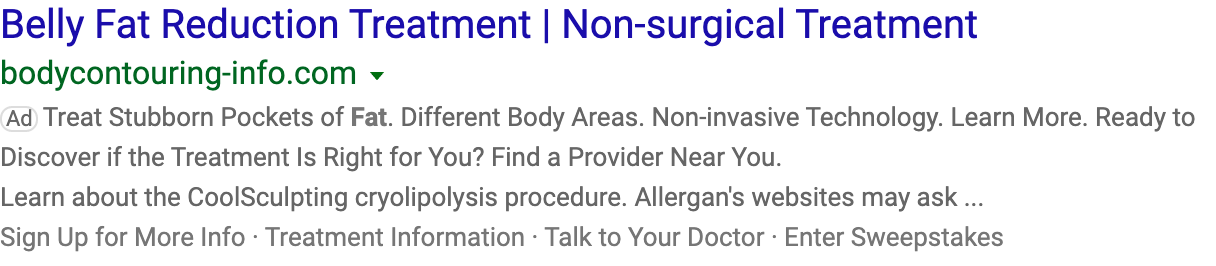 Belly Fat Reduction Treatment | Non-surgical Treatment
bodycontouring-info.com
Ad Treat Stubborn Pockets of Fat. Different Body Areas. Non-invasive Technology. Learn More. Ready to
Discover if the Treatment Is Right for You? Find a Provider Near You.
Learn about the CoolSculpting cryolipolysis procedure. Allergan's websites may ask ...
Sign Up for More Info · Treatment Information · Talk to Your Doctor · Enter Sweepstakes